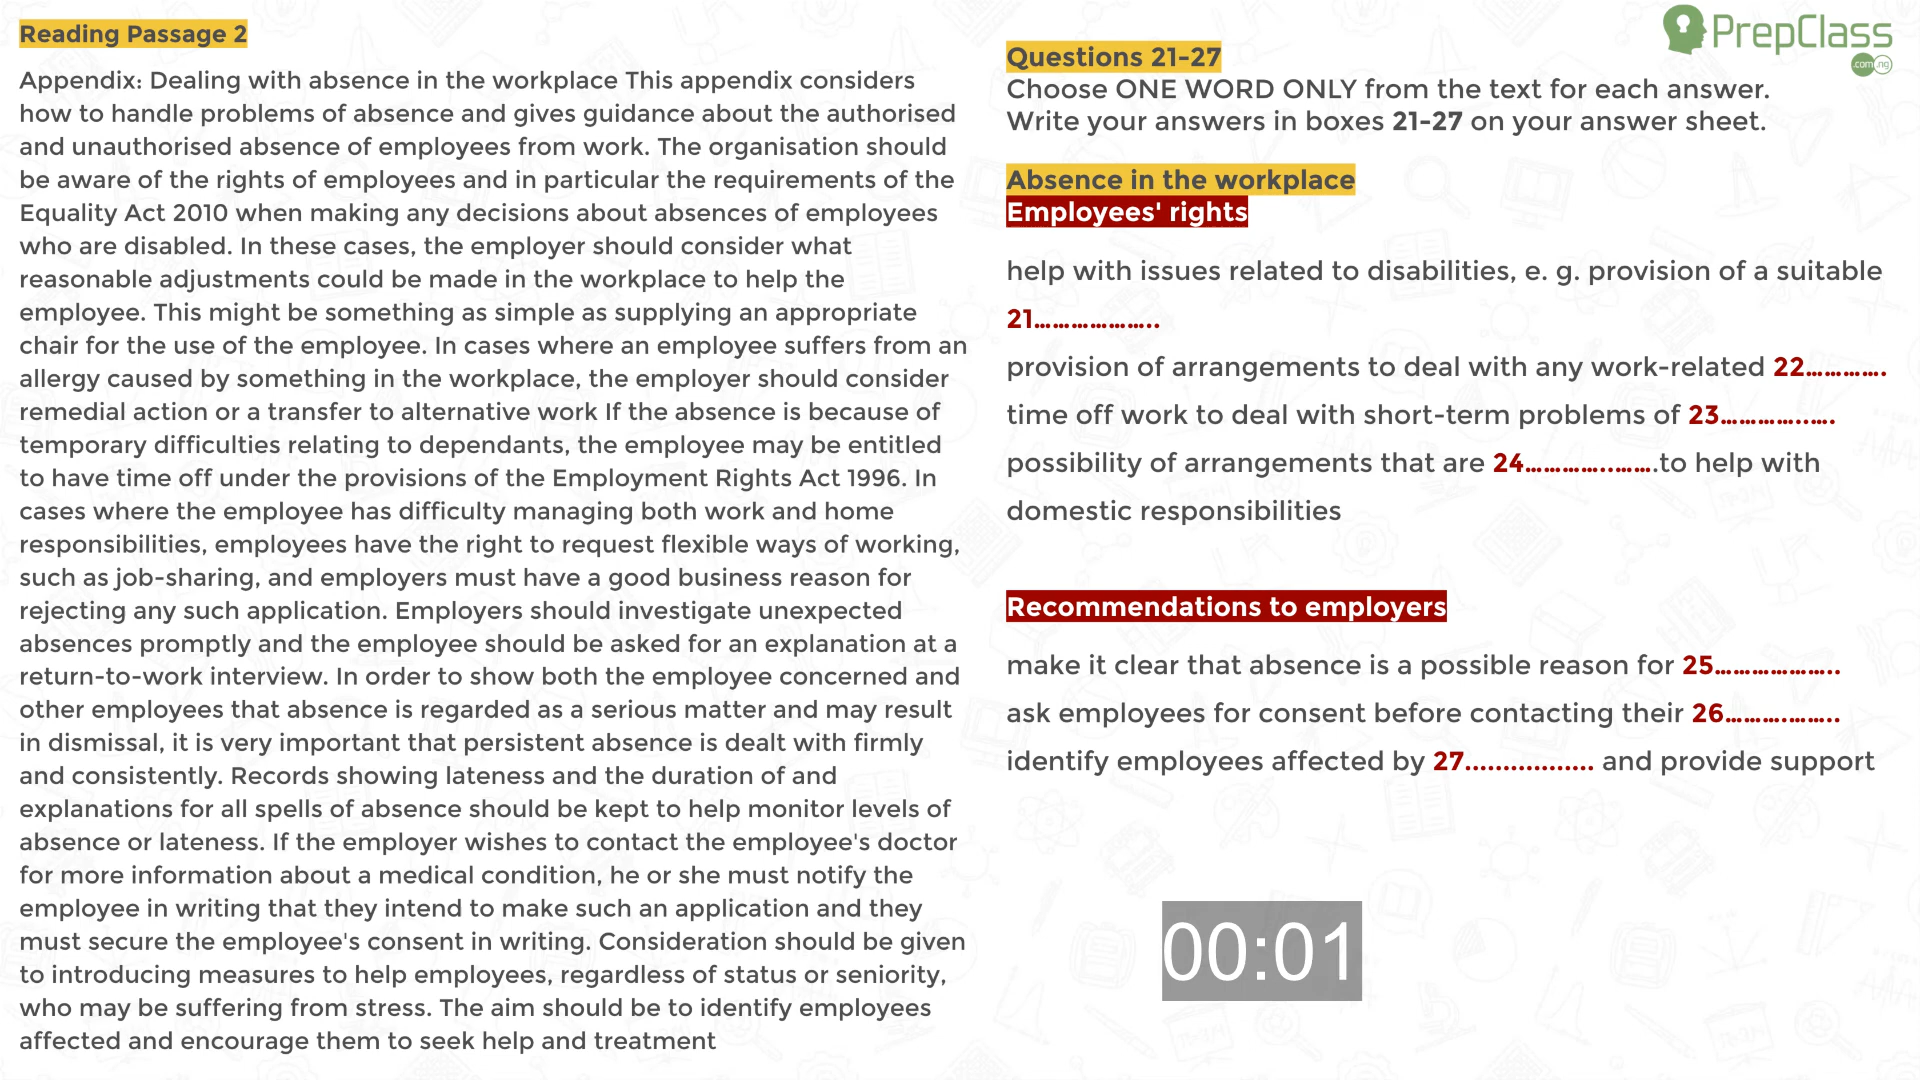 Reading Passage 2
Appendix: Dealing with absence in the workplace This appendix considers
how to handle problems of absence and gives guidance about the authorised
and unauthorised absence of employees from work. The organisation should
be aware of the rights of employees and in particular the requirements of the
Equality Act 2010 when making any decisions about absences of employees
who are disabled. In these cases, the employer should consider what
reasonable adjustments could be made in the workplace to help the
employee. This might be something as simple as supplying an appropriate
chair for the use of the employee. In cases where an employee suffers from an
allergy caused by something in the workplace, the employer should consider
remedial action or a transfer to alternative work If the absence is because of
temporary difficulties relating to dependants, the employee may be entitled
to have time off under the provisions of the Employment Rights Act 1996. In
cases where the employee has difficulty managing both work and home
responsibilities, employees have the right to request flexible ways of working,
such as job-sharing, and employers must have a good business reason for
rejecting any such application. Employers should investigate unexpected
absences promptly and the employee should be asked for an explanation at a
return-to-work interview. In order to show both the employee concerned and
other employees that absence is regarded as a serious matter and may result
in dismissal, it is very important that persistent absence is dealt with firmly
and consistently. Records showing lateness and the duration of and
explanations for all spells of absence should be kept to help monitor levels of
absence or lateness. If the employer wishes to contact the employee's doctor
for more information about a medical condition, he or she must notify the
employee in writing that they intend to make such an application and they
must secure the employee's consent in writing. Consideration should be given
to introducing measures to help employees, regardless of status or seniority,
who may be suffering from stress. The aim should be to identify employees
affected and encourage them to seek help and treatment
PrepClass
.com.ng
Questions 21-27
Choose ONE WORD ONLY from the text for each answer.
Write your answers in boxes 21-27 on your answer sheet.
Absence in the workplace
Employees' rights
help with issues related to disabilities, e. g. provision of a suitable
21………………..
provision of arrangements to deal with any work-related 22………….
time off work to deal with short-term problems of 23…………..….
possibility of arrangements that are 24…………..…….to help with
domestic responsibilities
Recommendations to employers
make it clear that absence is a possible reason for 25………………..
ask employees for consent before contacting their 26……….……..
identify employees affected by 27................. and provide support
00:01